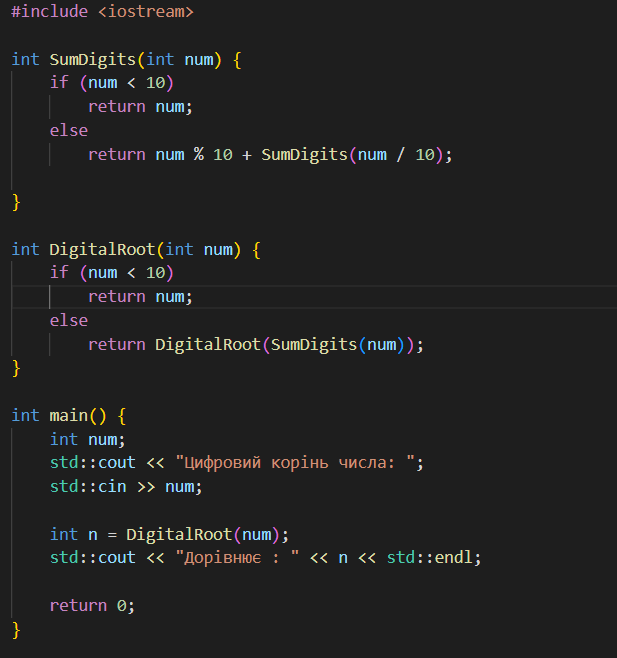 #include <iostream>
int SumDigits(int num) {
if (num < 10)
return num;
else
return num % 10 + SumDigits(num / 10);
}
int DigitalRoot(int num) {
if (num < 10)
return num;
else
return DigitalRoot(SumDigits(num));
}
int main() {
int num;
std::cout << "Цифровий корінь числа: ";
std::cin >> num;
int n = DigitalRoot(num);
std::cout << "Дорівнює : " << n << std::endl;
return 0;
}